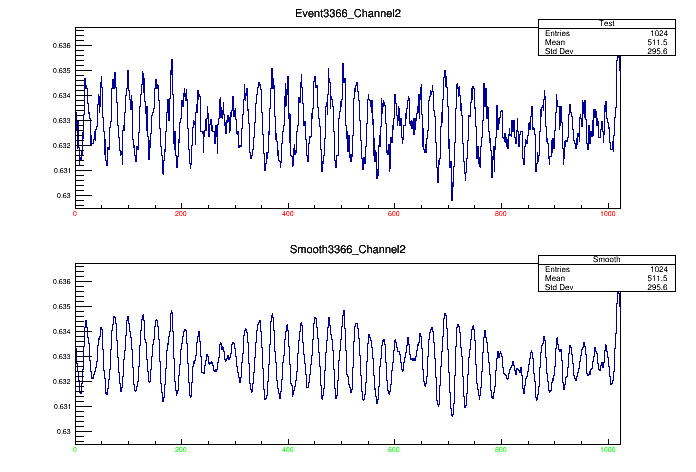 Event3366_Channel2
Test
Entries 1024
Mean 511.5
Std Dev 295.6
0.636
0.635
0.634
0.633
0.632
0.631
0.63
0 200 400 600 800 1000
Smooth3366_Channel2
Smooth
Entries 1024
Mean 511.5
Std Dev 295.6
0.636
0.635
0.634
0.633
0.632
0.631
0.63
0 200 400 600 800 1000